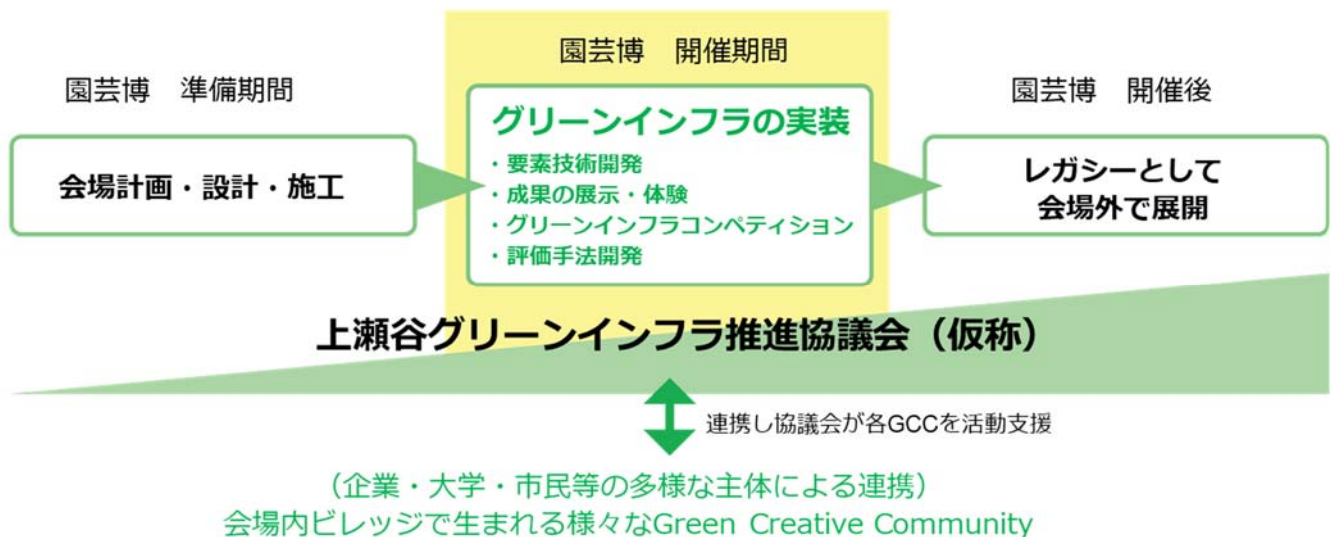 園芸博　準備期間
会場計画・設計・施工
園芸博　開催期間
グリーンインフラの実装
・要素技術開発
・成果の展示・体験
・グリーンインフラコンペティション
・評価手法開発
園芸博　開催後
レガシーとして
会場外で展開
上瀬谷グリーンインフラ推進協議会（仮称）
連携し協議会が各GCCを活動支援
（企業・大学・市民等の多様な主体による連携）
会場内ビレッジで生まれる様々なGreen Creative Community